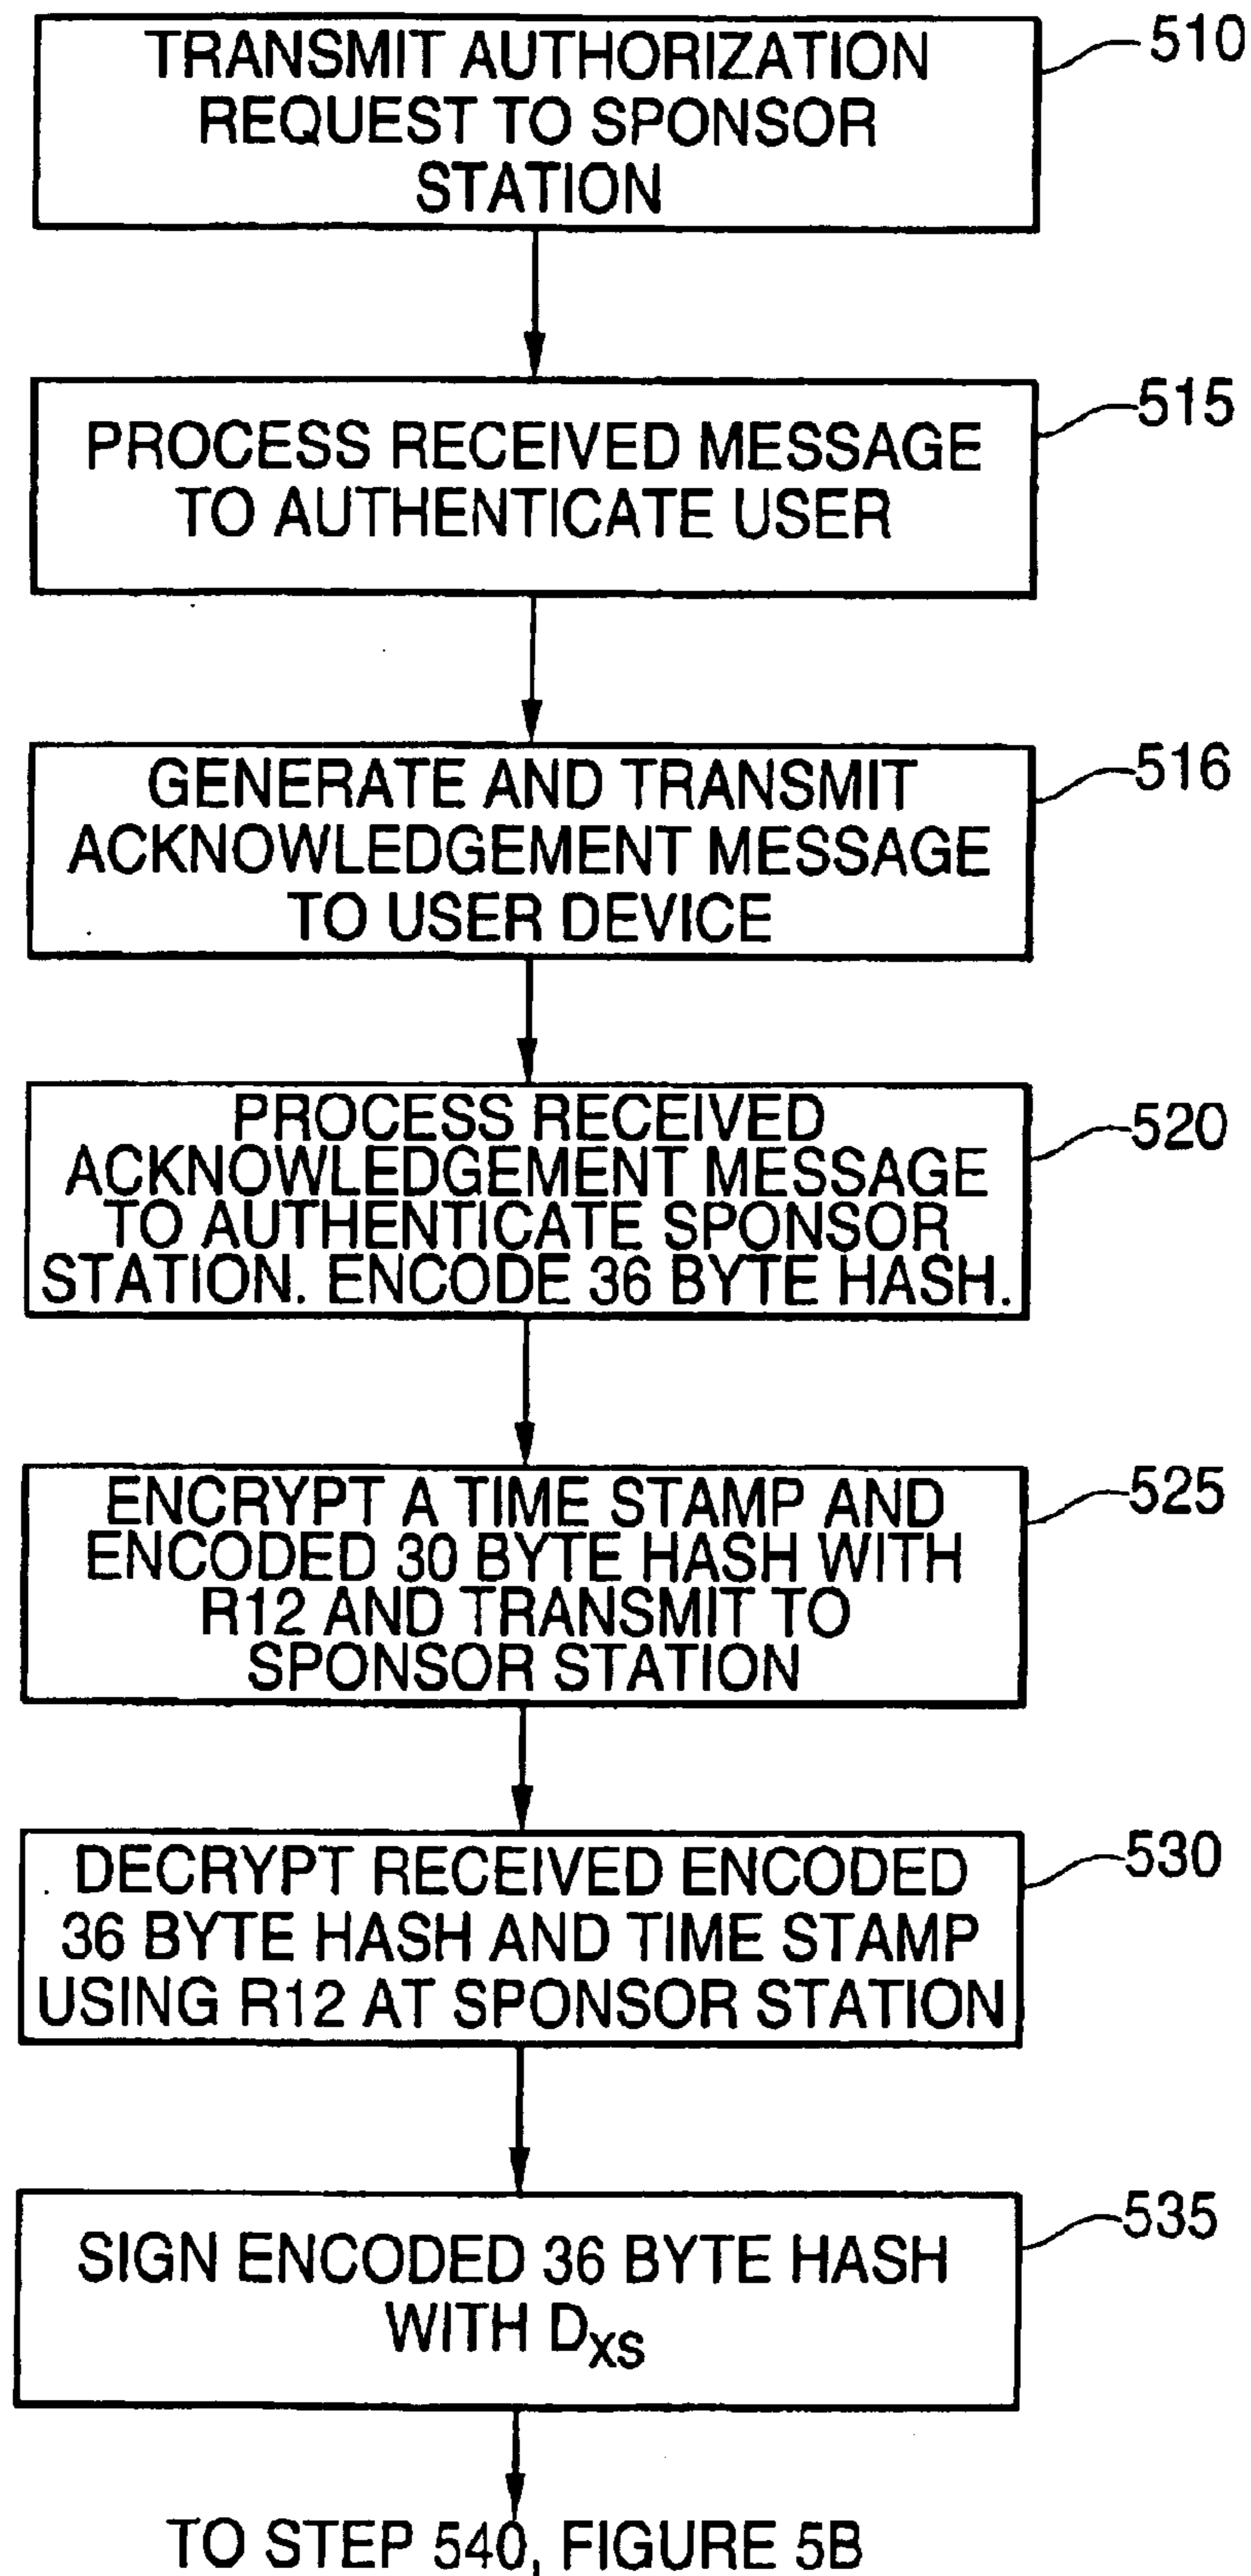 TRANSMIT AUTHORIZATION
REQUEST TO SPONSOR
STATION
510
PROCESS RECEIVED MESSAGE
TO AUTHENTICATE USER
515
GENERATE AND TRANSMIT
ACKNOWLEDGEMENT MESSAGE
TO USER DEVICE
516
PROCESS RECEIVED
ACKNOWLEDGEMENT MESSAGE
TO AUTHENTICATE SPONSOR
STATION. ENCODE 36 BYTE HASH.
520
ENCRYPT A TIME STAMP AND
ENCODED 30 BYTE HASH WITH
R12 AND TRANSMIT TO
SPONSOR STATION
525
DECRYPT RECEIVED ENCODED
36 BYTE HASH AND TIME STAMP
USING R12 AT SPONSOR STATION
530
SIGN ENCODED 36 BYTE HASH
WITH DXS
535
TO STEP 540, FIGURE 5B